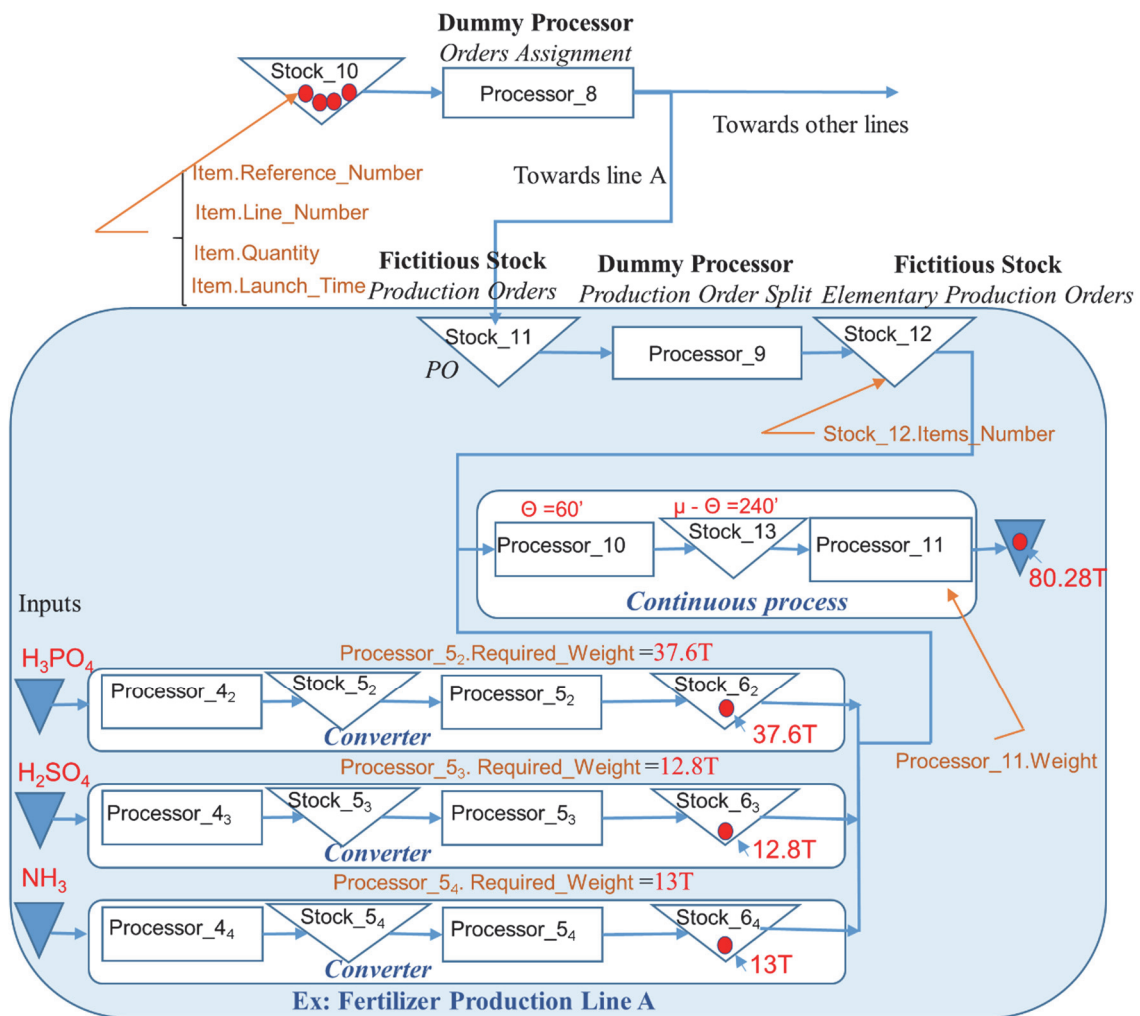 Dummy Processor
Orders Assignment
Stock_10
Processor_8
Towards other lines
Towards line A
Item.Reference_Number
Item.Line_Number
Item.Quantity
Item.Launch_Time
Fictitious Stock
Production Orders
Dummy Processor
Production Order Split
Fictitious Stock
Elementary Production Orders
Stock_11
PO
Processor_9
Stock_12
Stock_12.Items_Number
Θ =60’
µ - Θ =240’
Processor_10
Stock_13
Processor_11
80.28T
Continuous process
Inputs
Processor_5₂.Required_Weight =37.6T
H₃PO₄
Processor_4₂
Stock_5₂
Processor_5₂
Stock_6₂
37.6T
Converter
Processor_11.Weight
Processor_5₃. Required_Weight =12.8T
H₂SO₄
Processor_4₃
Stock_5₃
Processor_5₃
Stock_6₃
12.8T
Converter
Processor_5₄. Required_Weight =13T
NH₃
Processor_4₄
Stock_5₄
Processor_5₄
Stock_6₄
13T
Converter
Ex: Fertilizer Production Line A